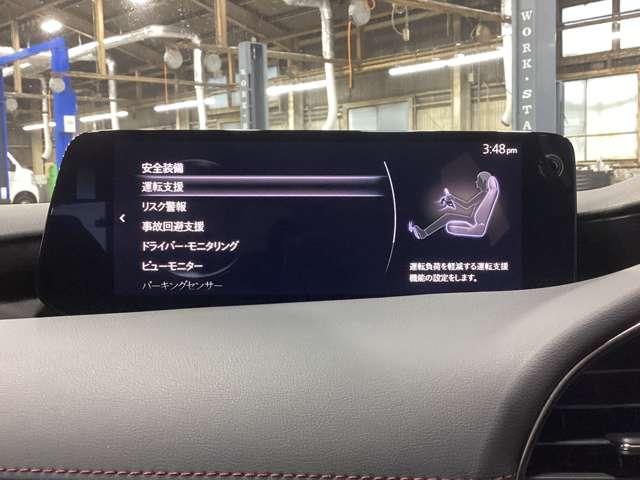 WORK・STA
3:48pm
安全装備
運転支援
リスク警報
事故回避支援
ドライバー・モニタリング
ビューモニター
パーキングセンサー
運転負荷を軽減する運転支援
機能の設定をします。